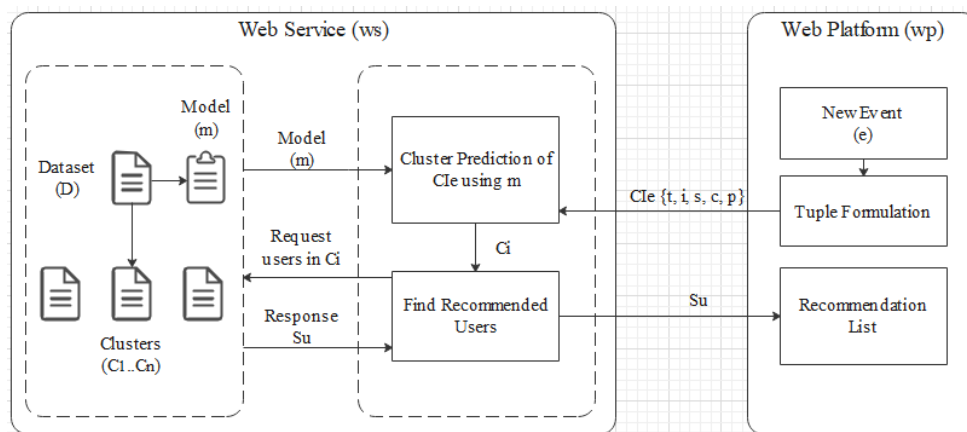 Web Service (ws)
Model
(m)
Dataset
(D)
Clusters
(C1..Cn)
Model
(m)
Request
users in Ci
Response
Su
Cluster Prediction of
CIe using m
Ci
Find Recommended
Users
CIe {t, i, s, c, p}
Su
Web Platform (wp)
New Event
(e)
Tuple Formulation
Recommendation
List